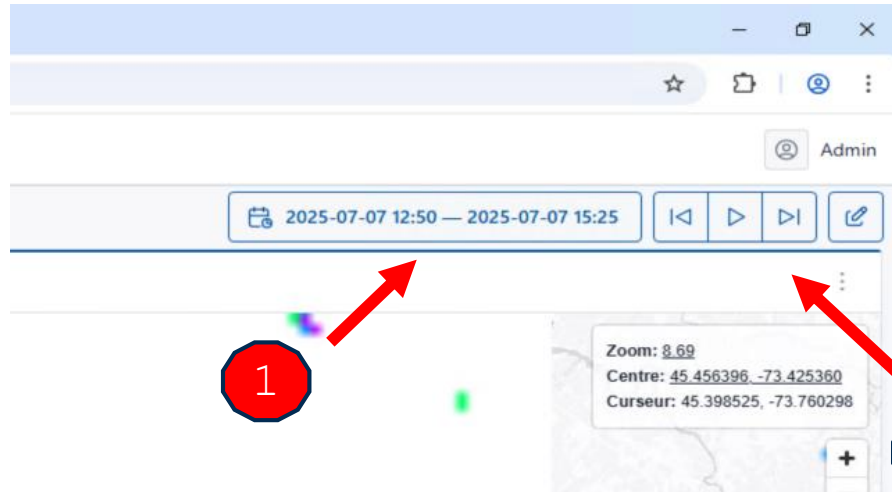 Admin
2025-07-07 12:50 — 2025-07-07 15:25
Zoom: 8.69
Centre: 45.456396, -73.425360
Curseur: 45.398525, -73.760298
1
+